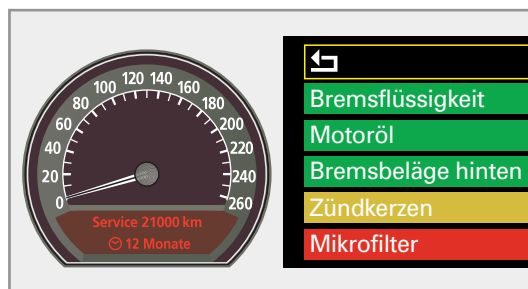 0
20
40
60
80
100
120
140
160
180
200
220
240
260
Service 21000 km
12 Monate
Bremsflüssigkeit
Motoröl
Bremsbeläge hinten
Zündkerzen
Mikrofilter